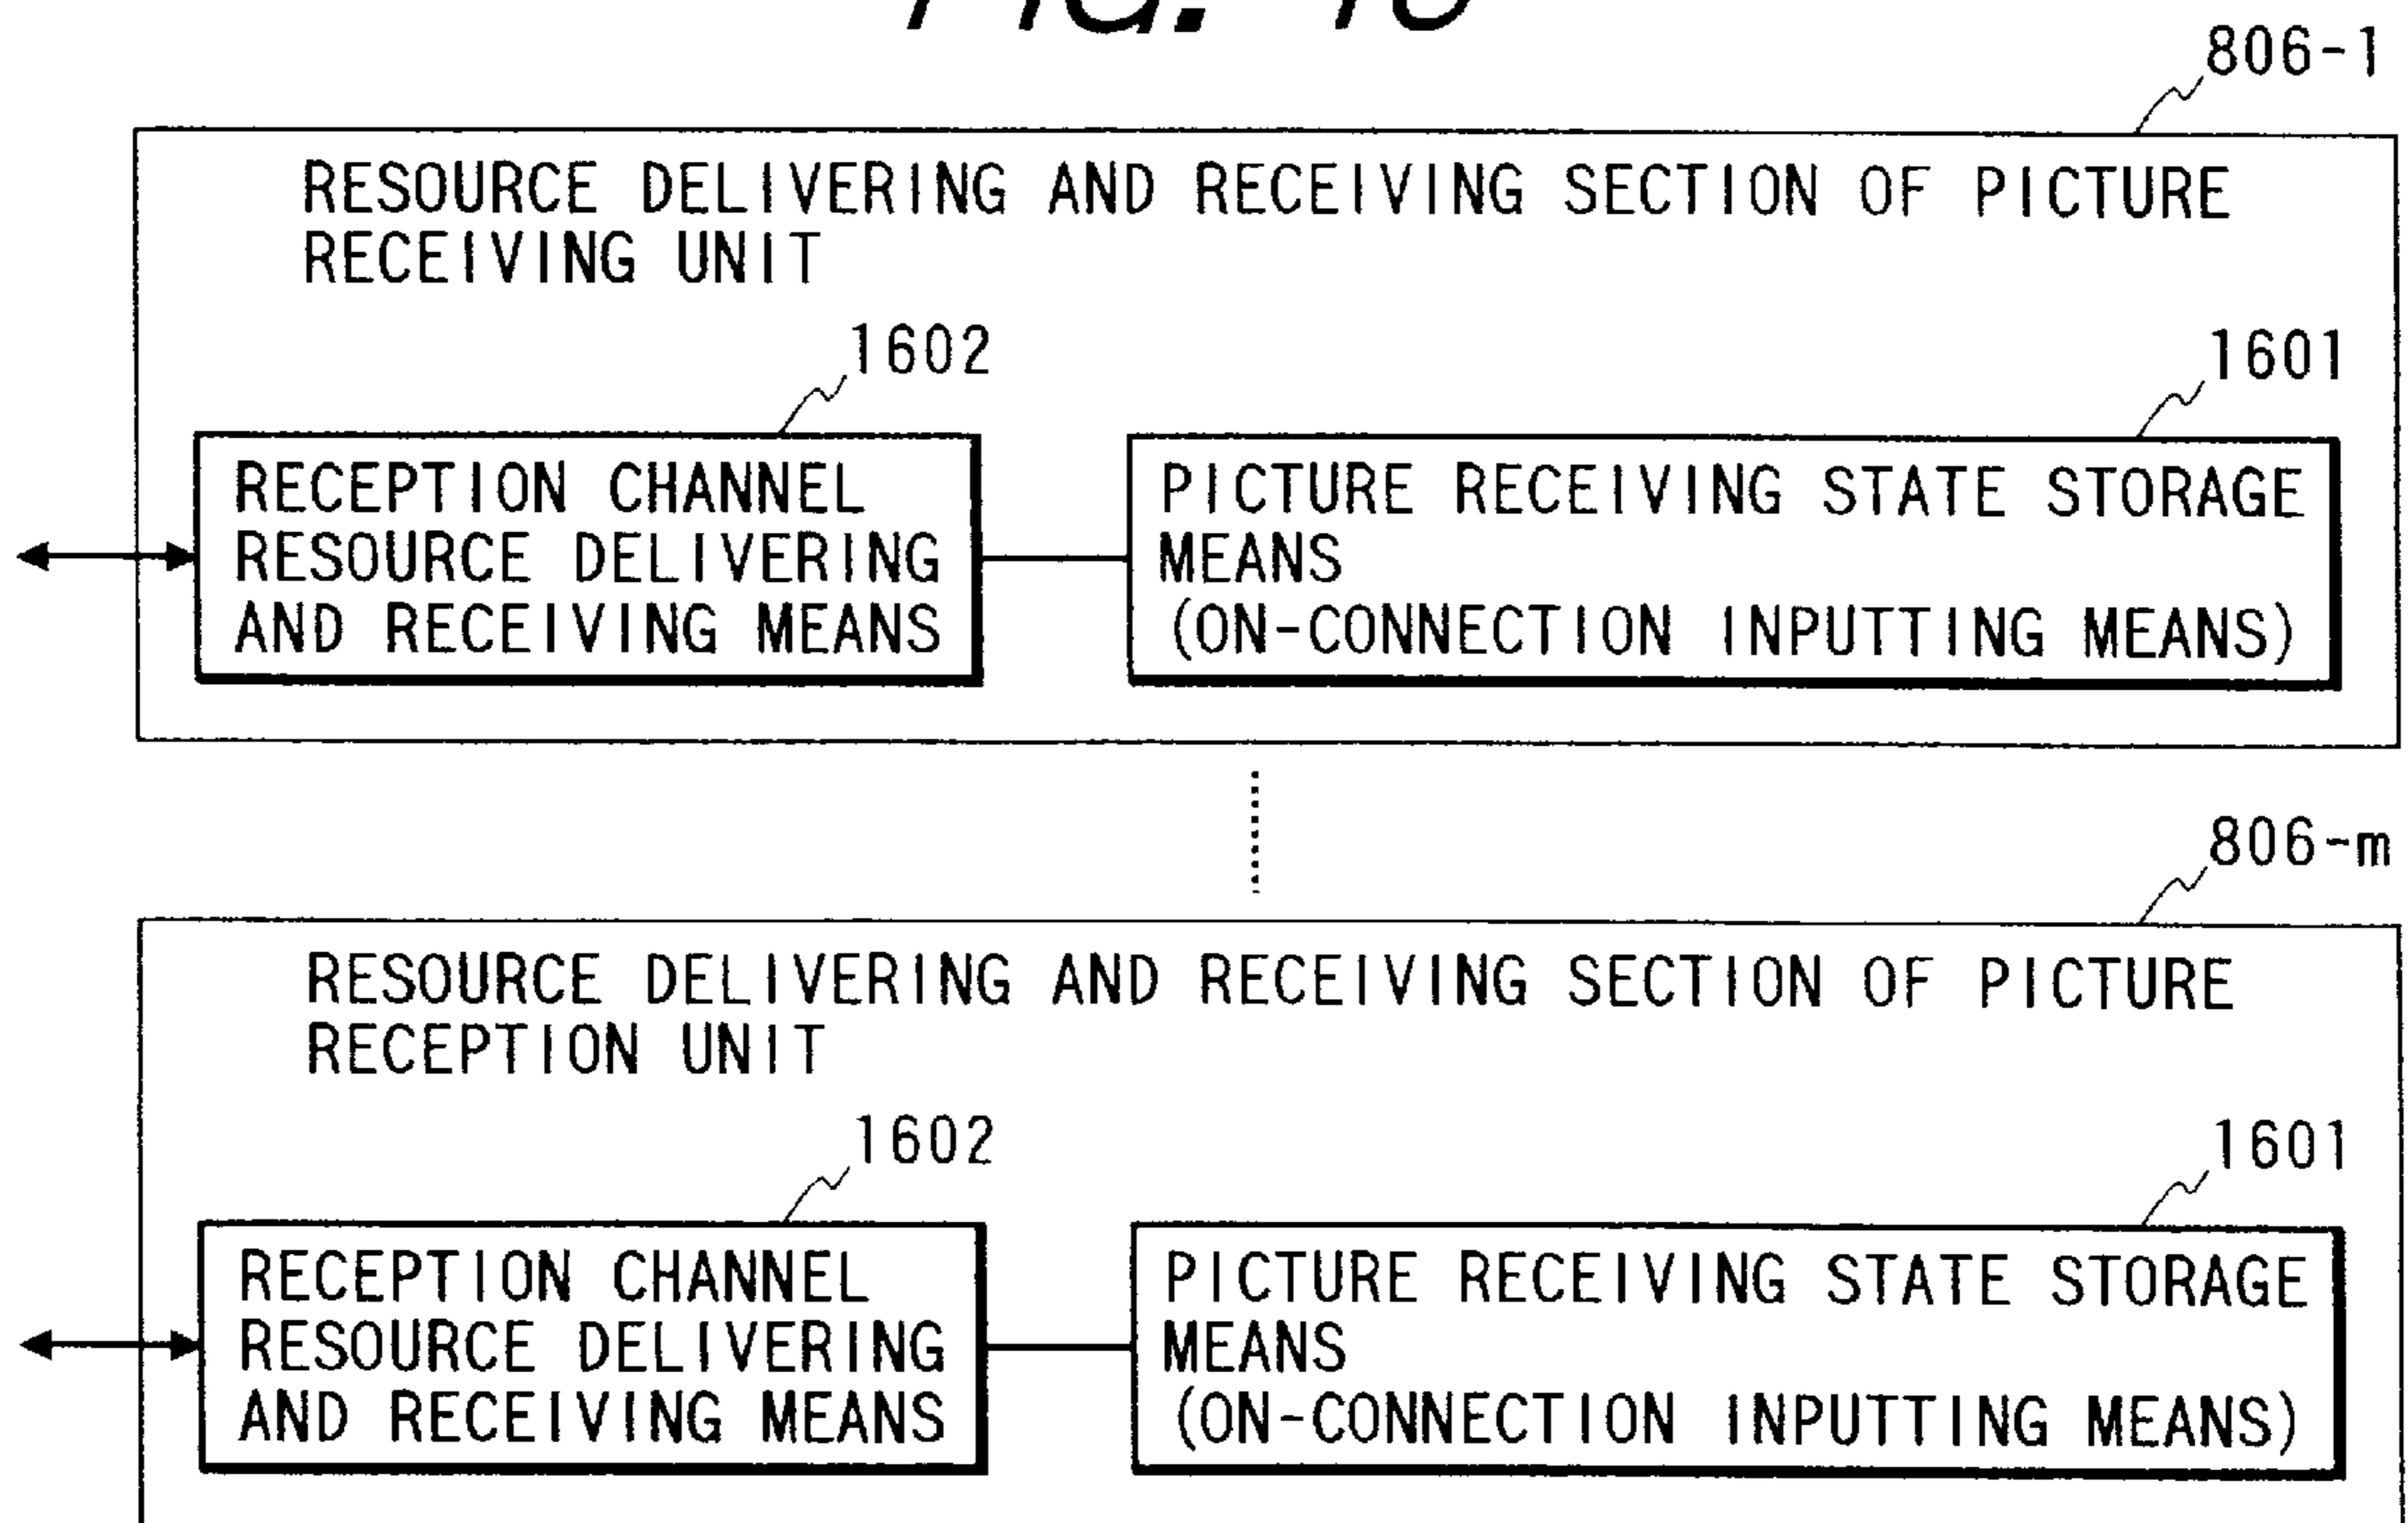 806-1
RESOURCE DELIVERING AND RECEIVING SECTION OF PICTURE
RECEIVING UNIT
1602
1601
RECEPTION CHANNEL
RESOURCE DELIVERING
AND RECEIVING MEANS
PICTURE RECEIVING STATE STORAGE
MEANS
(ON-CONNECTION INPUTTING MEANS)
806-m
RESOURCE DELIVERING AND RECEIVING SECTION OF PICTURE
RECEPTION UNIT
1602
1601
RECEPTION CHANNEL
RESOURCE DELIVERING
AND RECEIVING MEANS
PICTURE RECEIVING STATE STORAGE
MEANS
(ON-CONNECTION INPUTTING MEANS)